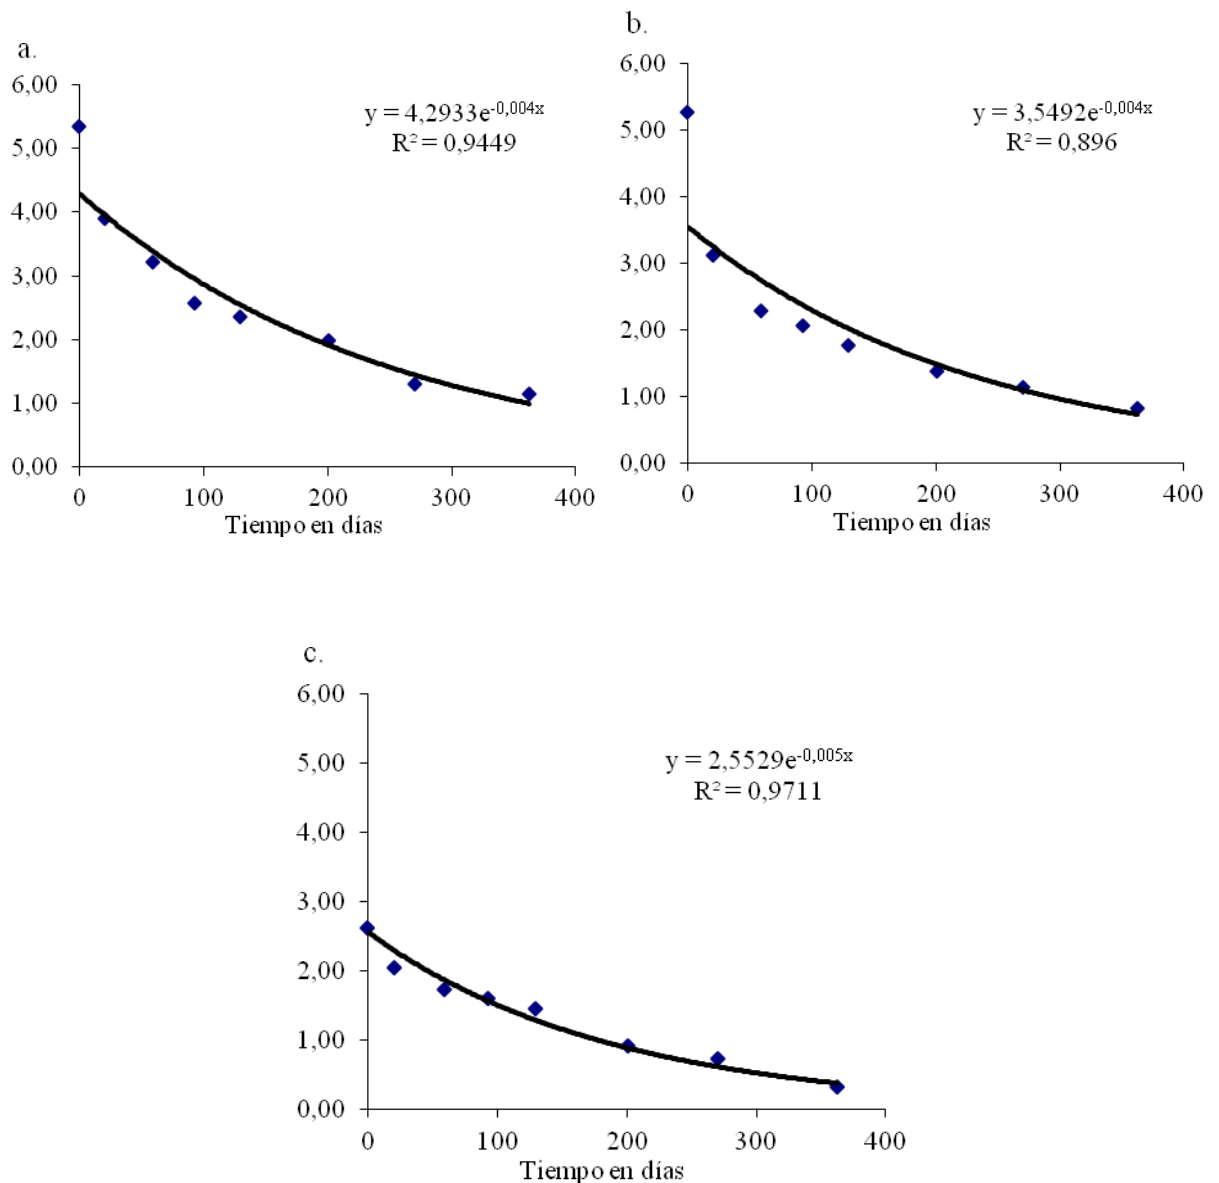 a.
6,00
5,00
4,00
3,00
2,00
1,00
0,00
y = 4,2933e^-0,004x
R² = 0,9449
0 100 200 300 400
Tiempo en días
b.
6,00
5,00
4,00
3,00
2,00
1,00
0,00
y = 3,5492e^-0,004x
R² = 0,896
0 100 200 300 400
Tiempo en días
c.
6,00
5,00
4,00
3,00
2,00
1,00
0,00
y = 2,5529e^-0,005x
R² = 0,9711
0 100 200 300 400
Tiempo en días